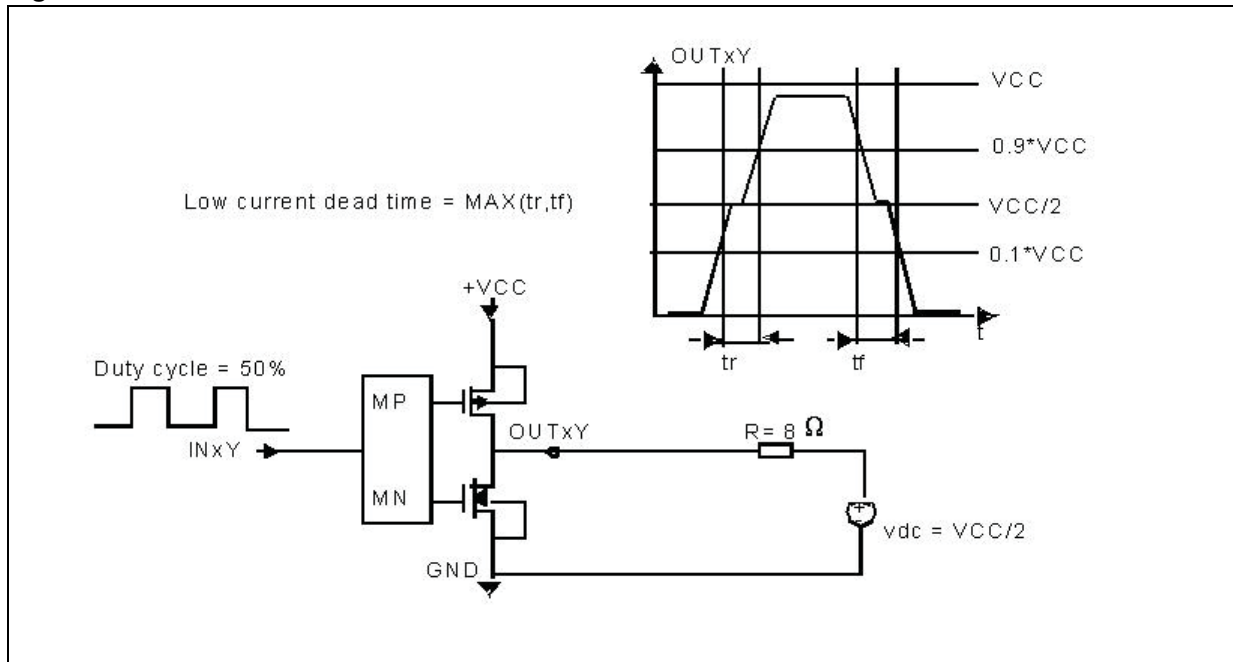 OUTxY
VCC
0.9*VCC
Low current dead time = MAX(tr,tf)
VCC/2
0.1*VCC
+VCC
t
tr
tf
Duty cycle = 50%
MP
OUTxY
R= 8 Ω
INxY
MN
+
-
vdc = VCC/2
GND